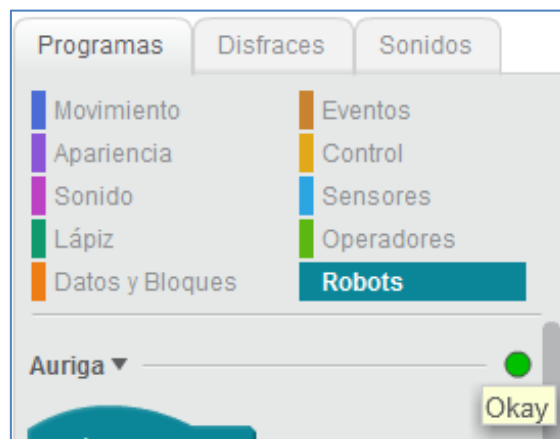 Programas Disfraces Sonidos
Movimiento Eventos
Apariencia Control
Sonido Sensores
Lápiz Operadores
Datos y Bloques Robots
Auriga
Okay